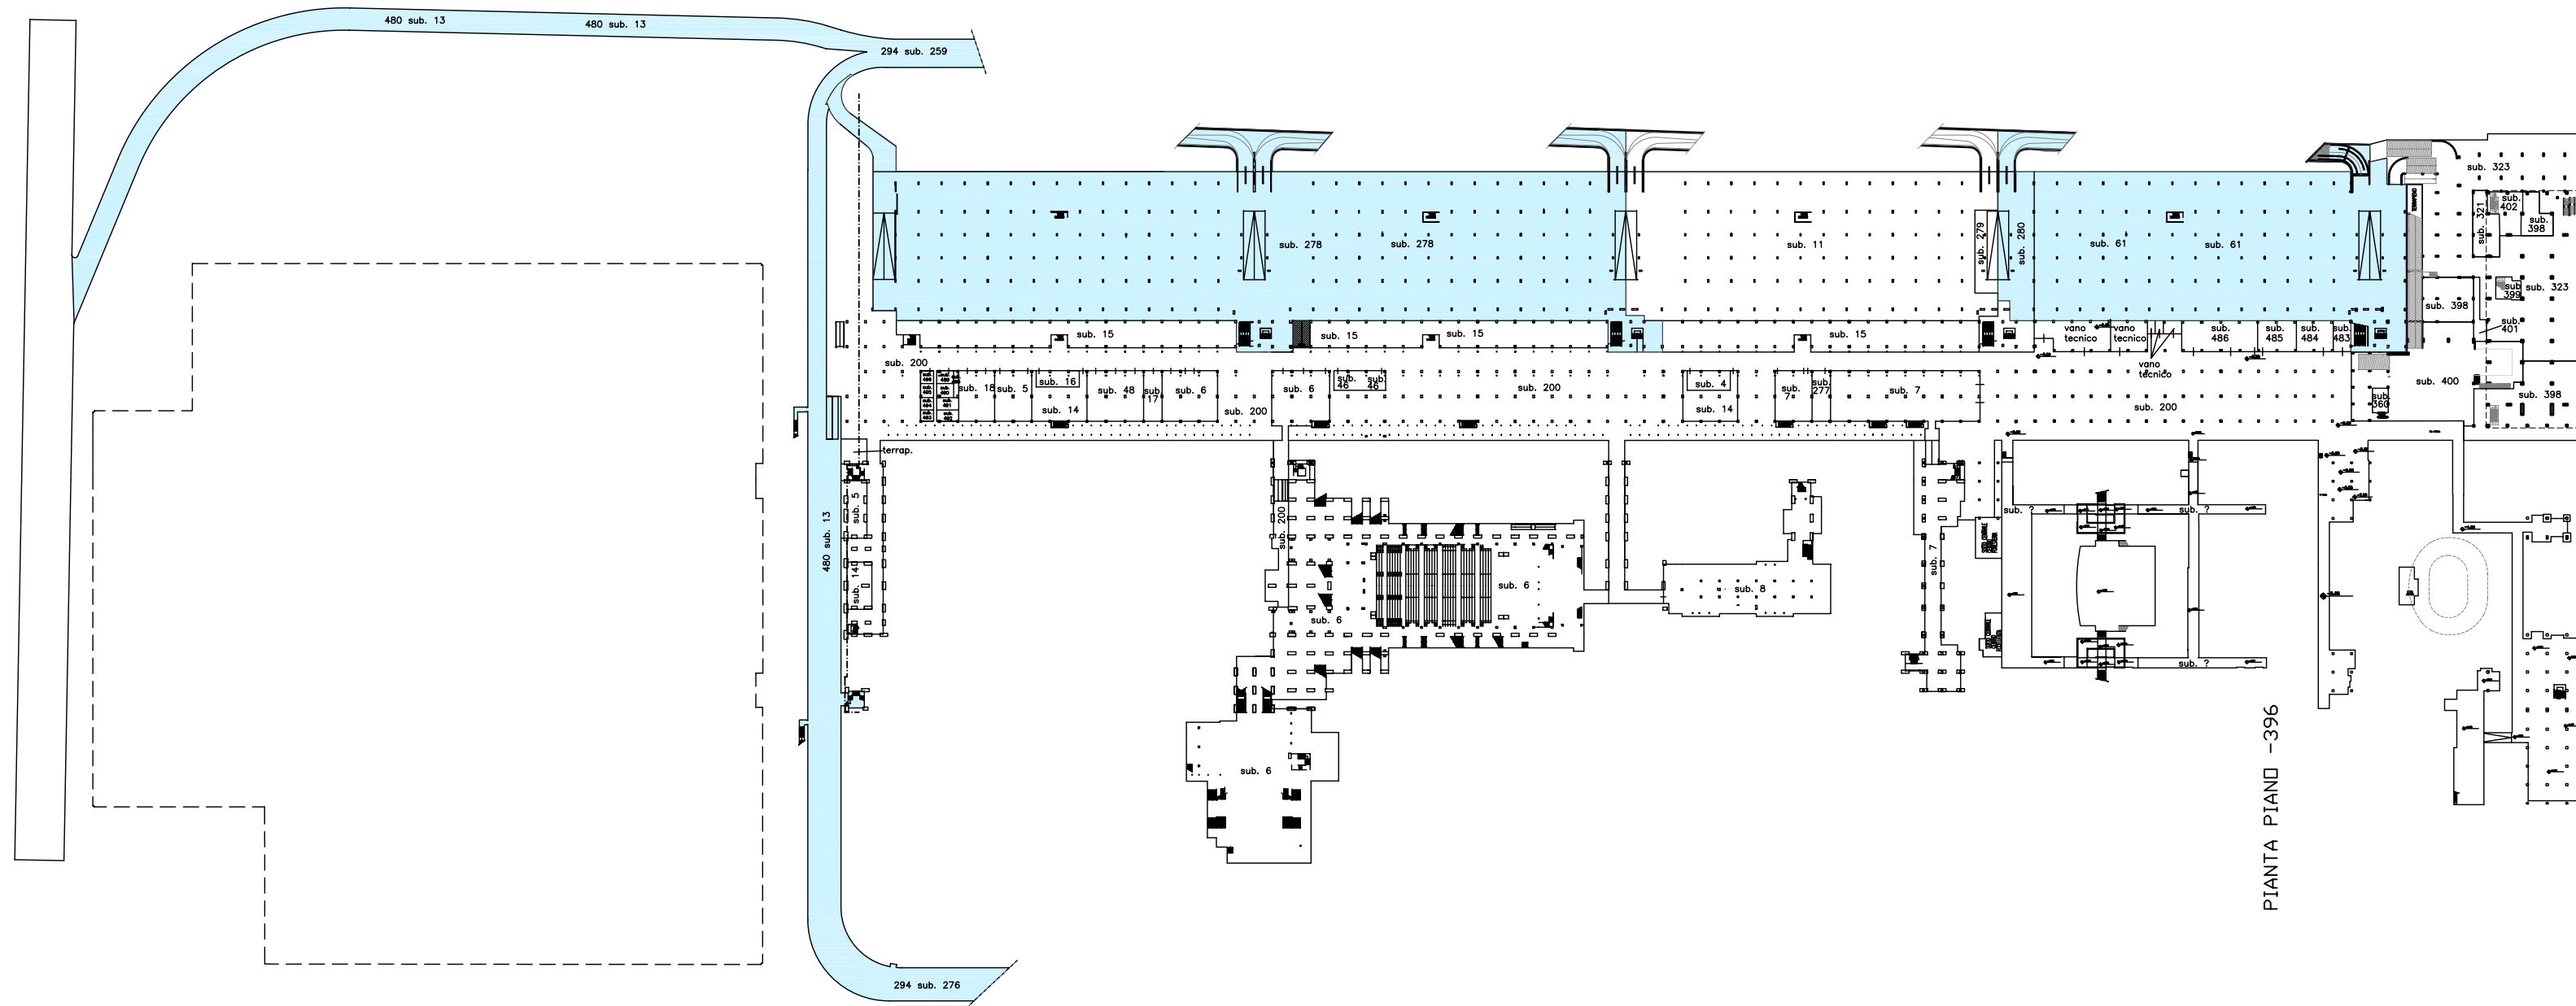 480 sub. 13
480 sub. 13
294 sub. 259
sub. 323
sub. 321
sub.
402
sub.
398
sub. 278
sub. 278
sub. 11
sub. 279
sub. 280
sub. 61
sub. 61
sub.
399
sub. 323
sub. 398
sub.
401
sub. 15
sub. 15
sub. 15
sub. 15
vano
tecnico
vano
tecnico
vano
tecnico
sub.
486
sub.
485
sub.
484
sub.
483
sub. 200
sub. 18
sub. 5
sub. 16
sub. 14
sub. 48
sub.
17
sub. 6
sub. 200
sub. 6
sub.
46
sub.
46
sub. 200
sub. 4
sub. 14
sub.
7
sub.
277
sub. 7
sub. 200
sub. 400
sub.
360
sub. 398
terrap.
sub. 5
sub. 14
480 sub. 13
sub. 200
sub. 6
sub. 6
sub. 6
sub. 8
sub. 7
sub. ?
sub. ?
sub. ?
PIANTA PIANO -396
294 sub. 276